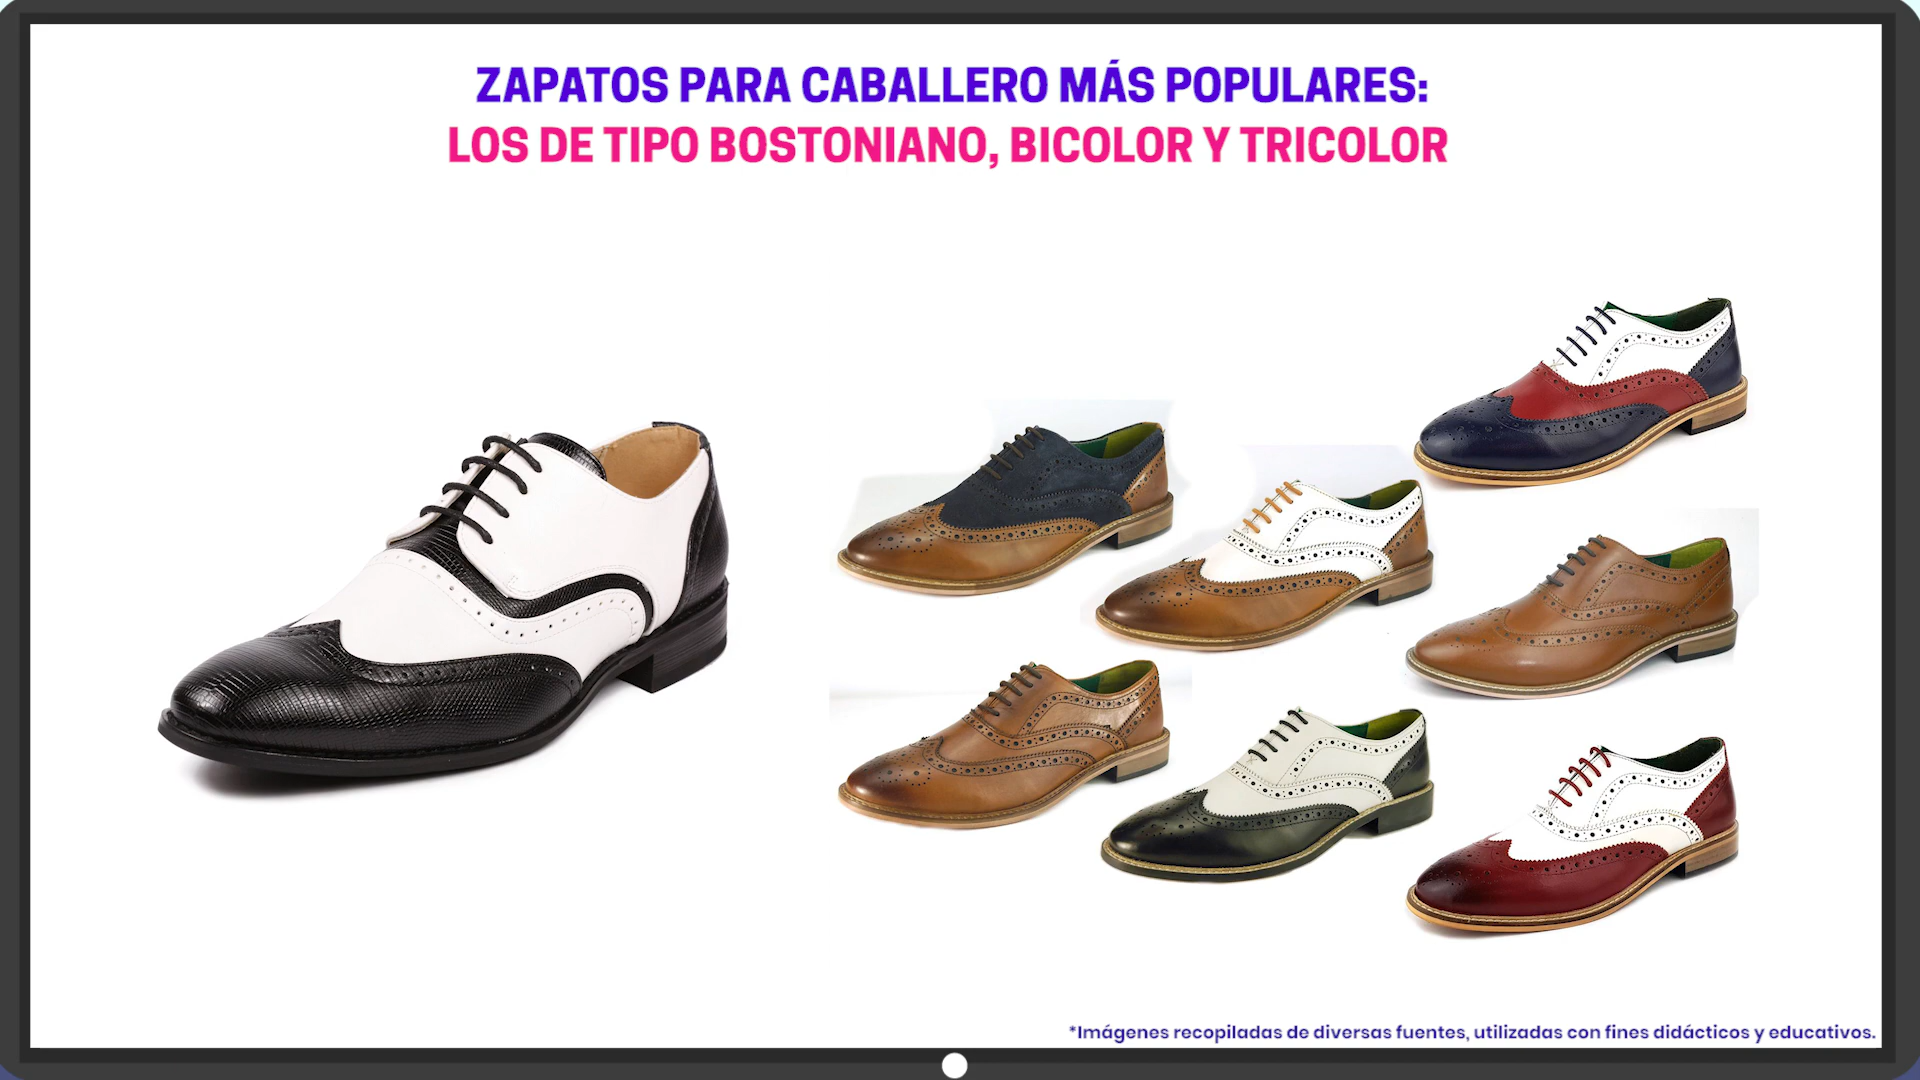 ZAPATOS PARA CABALLERO MÁS POPULARES:
LOS DE TIPO BOSTONIANO, BICOLOR Y TRICOLOR
*Imágenes recopiladas de diversas fuentes, utilizadas con fines didácticos y educativos.